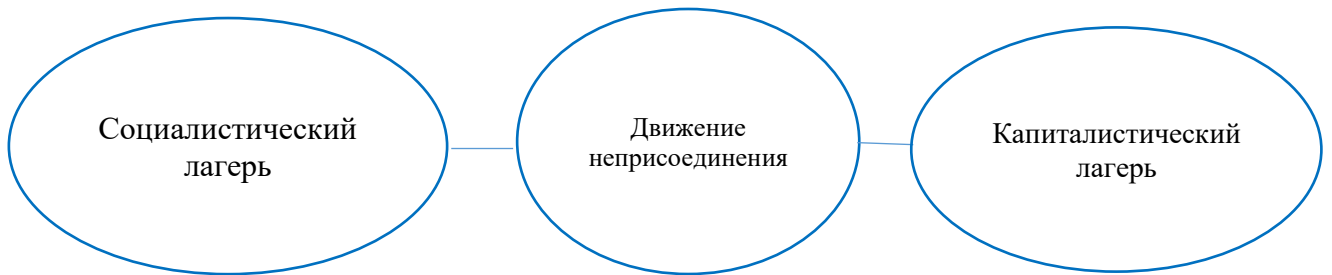 Социалистический
лагерь
Движение
неприсоединения
Капиталистический
лагерь